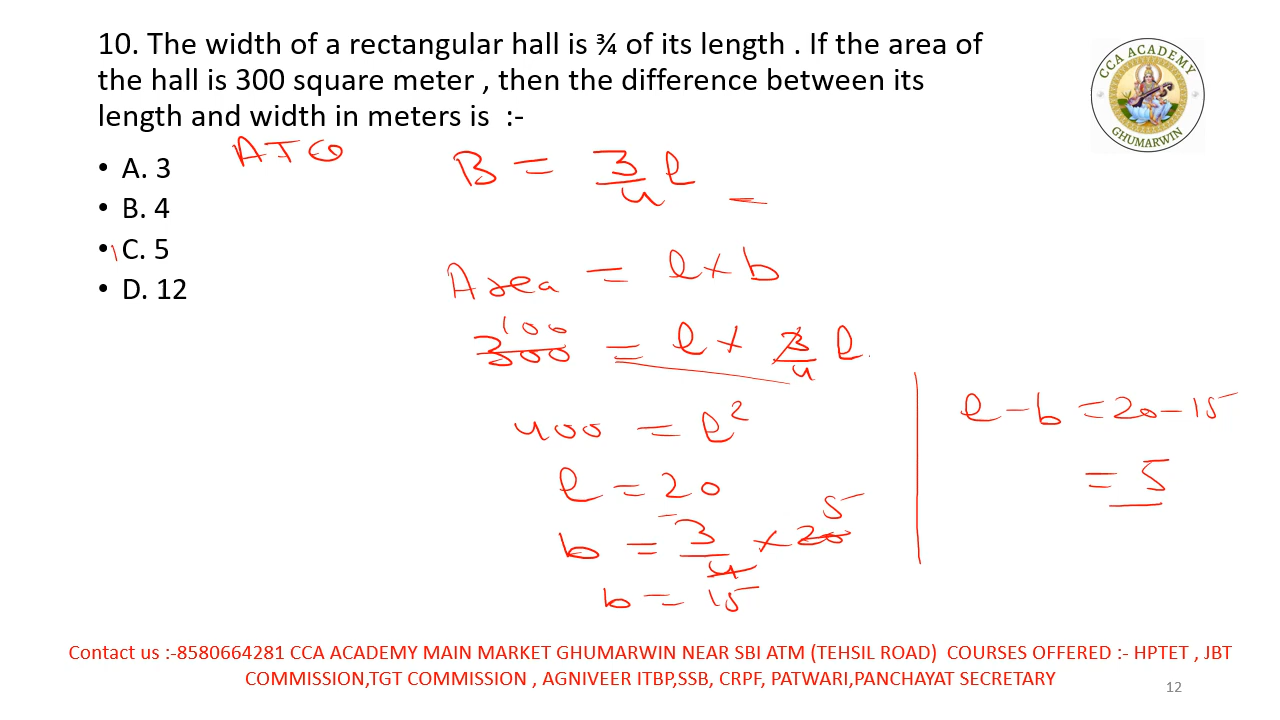 10. The width of a rectangular hall is ¾ of its length . If the area of
the hall is 300 square meter , then the difference between its
length and width in meters is :-
CCA ACADEMY
GHUMARWIN
ATQ
• A. 3
• B. 4
• C. 5
• D. 12
B = 3/4 l
Area = l × b
100
300 = l × 3/4 l
400 = l²
l = 20
5
b = 3/4 × 20
b = 15
l - b = 20 - 15
= 5
Contact us :-8580664281 CCA ACADEMY MAIN MARKET GHUMARWIN NEAR SBI ATM (TEHSIL ROAD) COURSES OFFERED :- HPTET , JBT
COMMISSION,TGT COMMISSION , AGNIVEER ITBP,SSB, CRPF, PATWARI,PANCHAYAT SECRETARY
12